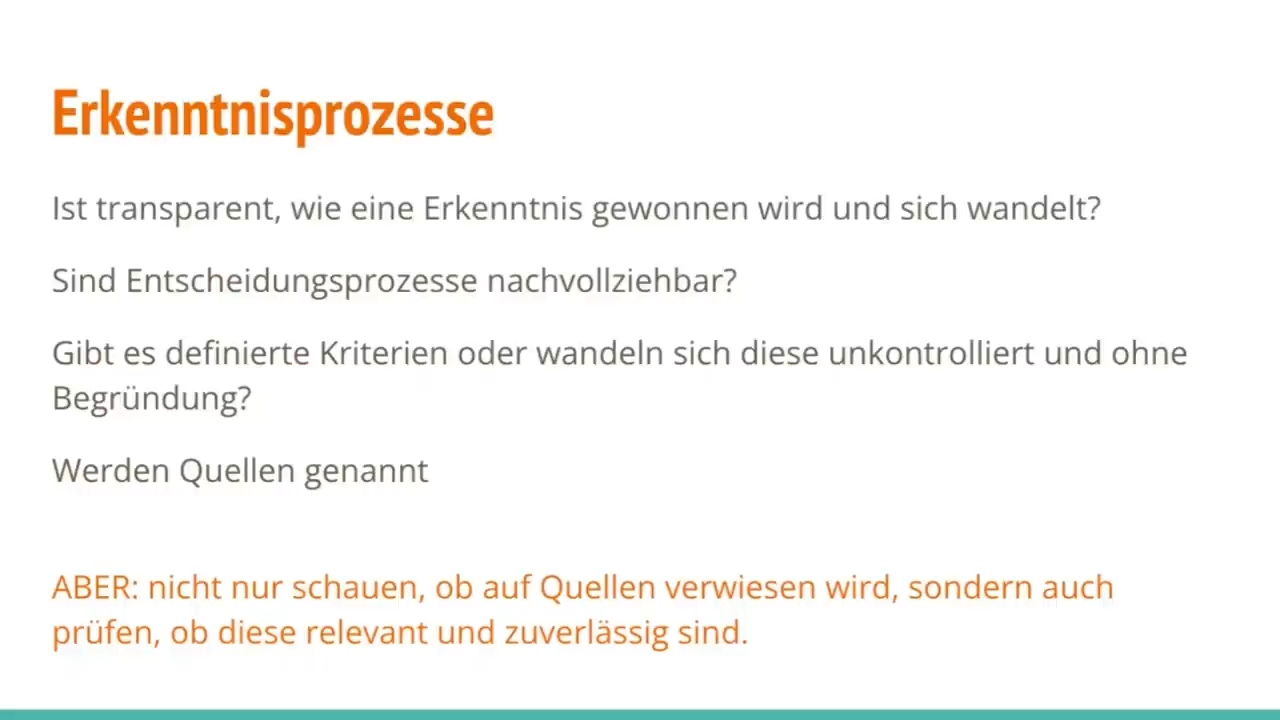 Erkenntnisprozesse
Ist transparent, wie eine Erkenntnis gewonnen wird und sich wandelt?
Sind Entscheidungsprozesse nachvollziehbar?
Gibt es definierte Kriterien oder wandeln sich diese unkontrolliert und ohne
Begründung?
Werden Quellen genannt
ABER: nicht nur schauen, ob auf Quellen verwiesen wird, sondern auch
prüfen, ob diese relevant und zuverlässig sind.